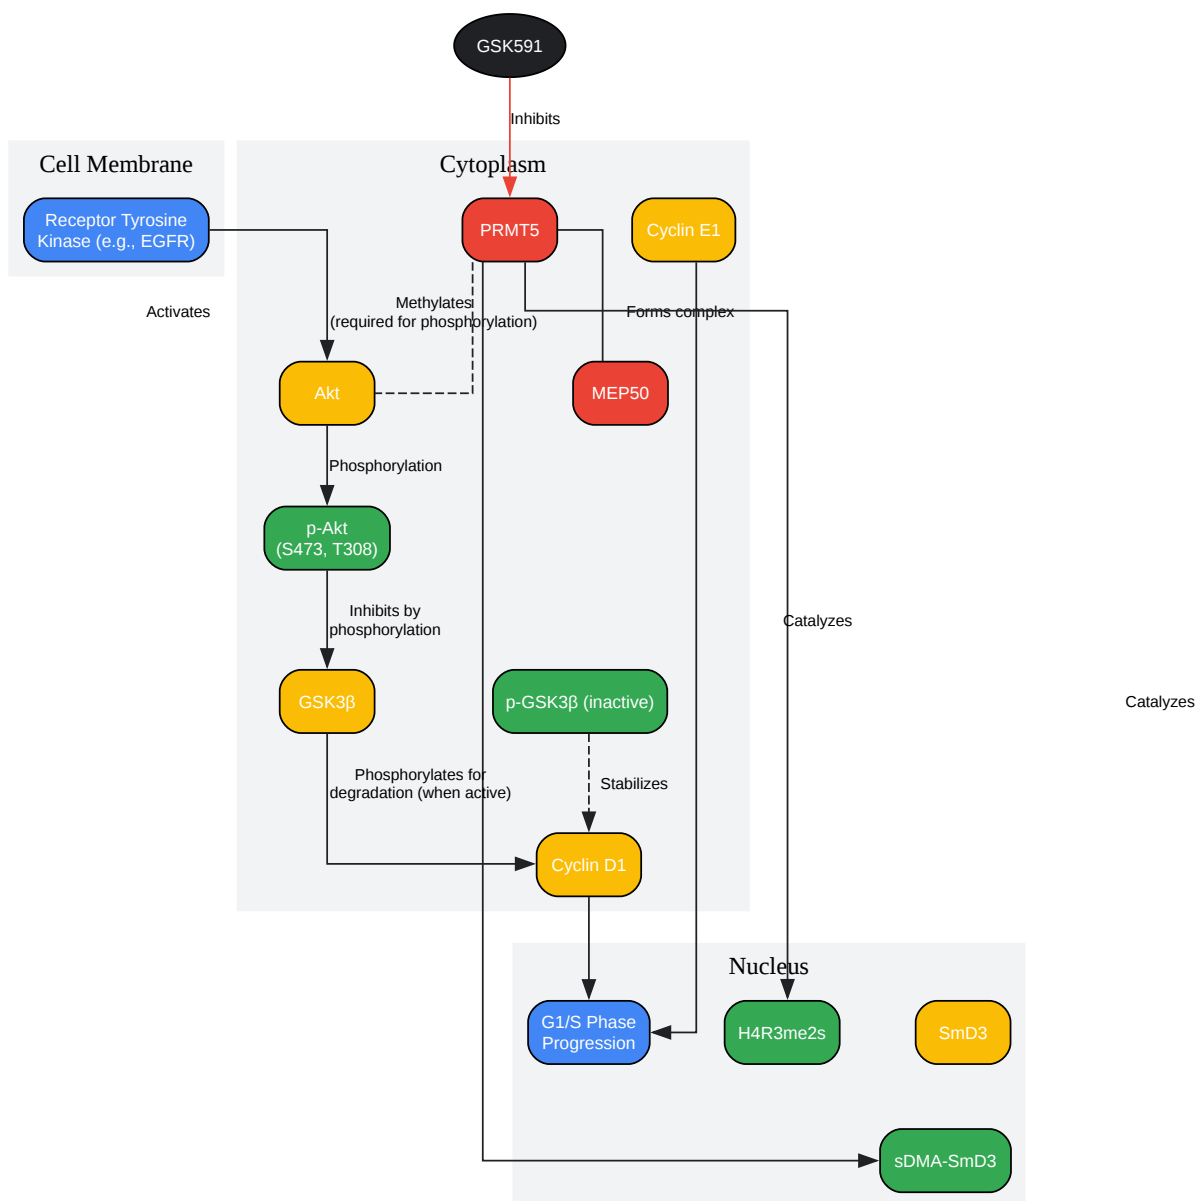 GSK591
Inhibits
Cell Membrane
Cytoplasm
Receptor Tyrosine
Kinase (e.g., EGFR)
PRMT5
Cyclin E1
Activates
Methylates
(required for phosphorylation)
Forms complex
Akt
MEP50
Phosphorylation
p-Akt
(S473, T308)
Inhibits by
phosphorylation
Catalyzes
GSK3β
p-GSK3β (inactive)
Catalyzes
Phosphorylates for
degradation (when active)
Stabilizes
Cyclin D1
Nucleus
G1/S Phase
Progression
H4R3me2s
SmD3
sDMA-SmD3